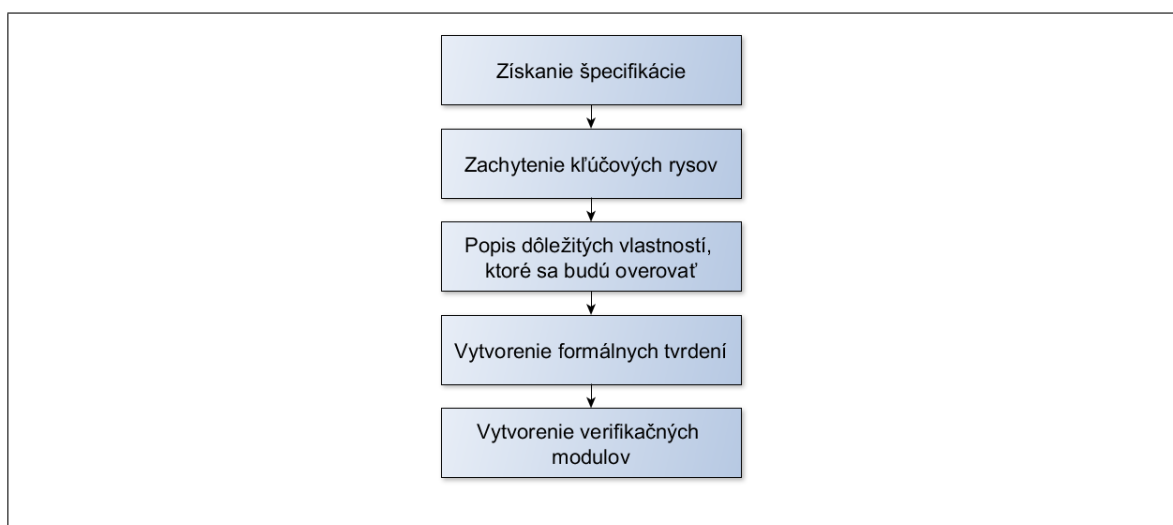 Získanie špecifikácie
Zachytenie kľúčových rysov
Popis dôležitých vlastností,
ktoré sa budú overovať
Vytvorenie formálnych tvrdení
Vytvorenie verifikačných
modulov